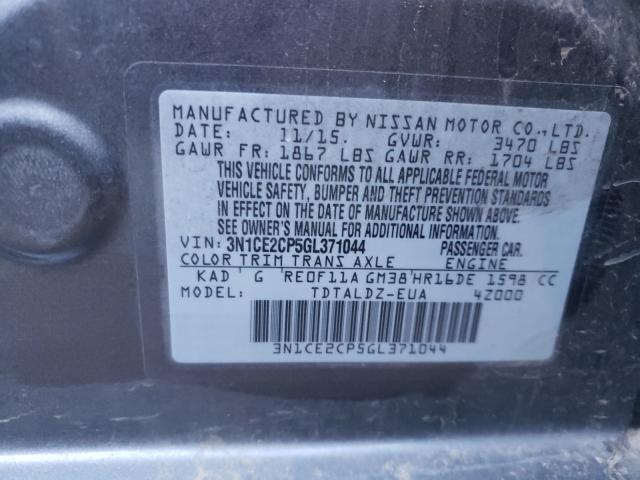 MANUFACTURED BY NISSAN MOTOR CO.,LTD.
DATE: 11/15. GVWR: 3470 LBS
GAWR FR: 1867 LBS GAWR RR: 1704 LBS
THIS VEHICLE CONFORMS TO ALL APPLICABLE FEDERAL MOTOR
VEHICLE SAFETY, BUMPER AND THEFT PREVENTION STANDARDS
IN EFFECT ON THE DATE OF MANUFACTURE SHOWN ABOVE.
SEE OWNER'S MANUAL FOR ADDITIONAL INFORMATION.
VIN: 3N1CE2CP5GL371044 PASSENGER CAR.
COLOR TRIM TRANS AXLE ENGINE
KAD G RE0F11A GM38 HR16DE 1598 CC
MODEL: TDTALDZ-EUA 4Z000
3N1CE2CP5GL371044